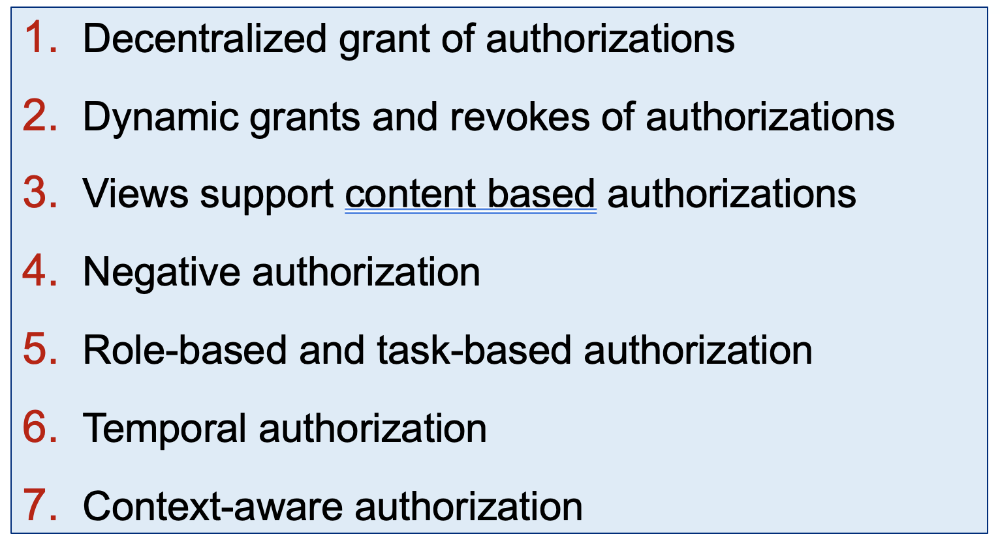 1. Decentralized grant of authorizations
2. Dynamic grants and revokes of authorizations
3. Views support content based authorizations
4. Negative authorization
5. Role-based and task-based authorization
6. Temporal authorization
7. Context-aware authorization